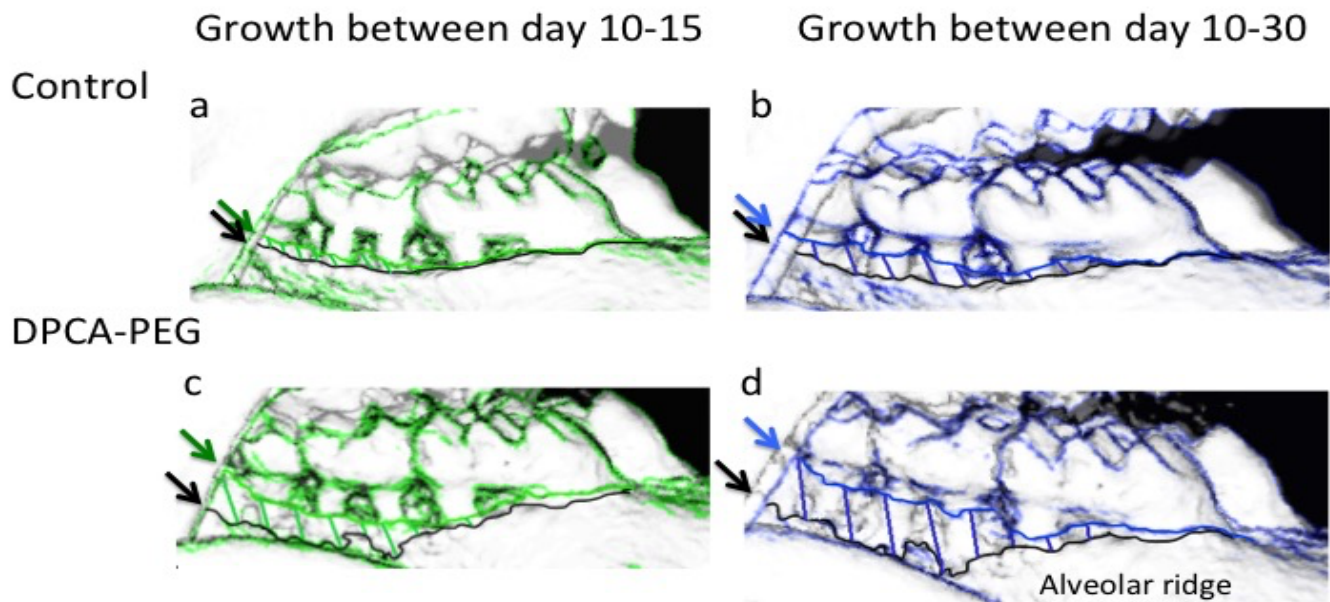 Growth between day 10-15
Growth between day 10-30
Control
a
b
DPCA-PEG
c
d
Alveolar ridge